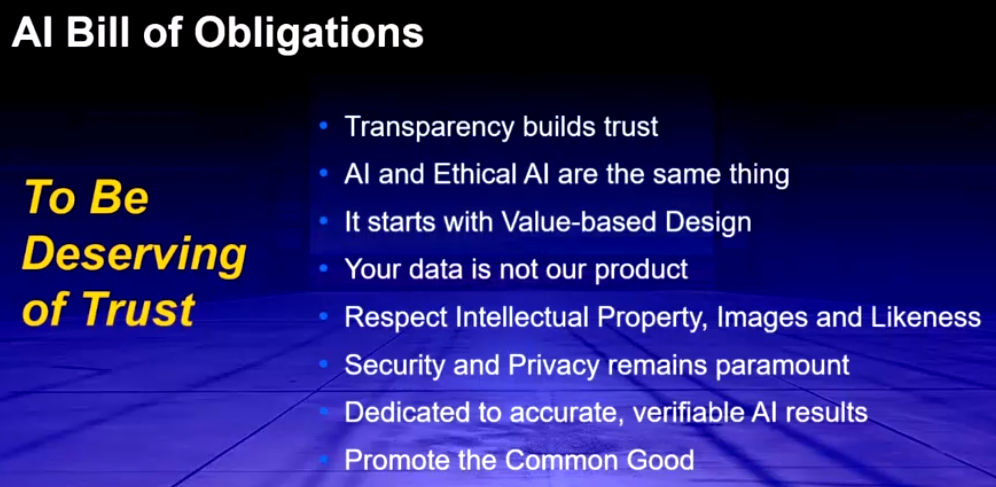 AI Bill of Obligations
To Be
Deserving
of Trust
• Transparency builds trust
• AI and Ethical AI are the same thing
• It starts with Value-based Design
• Your data is not our product
• Respect Intellectual Property, Images and Likeness
• Security and Privacy remains paramount
• Dedicated to accurate, verifiable AI results
• Promote the Common Good